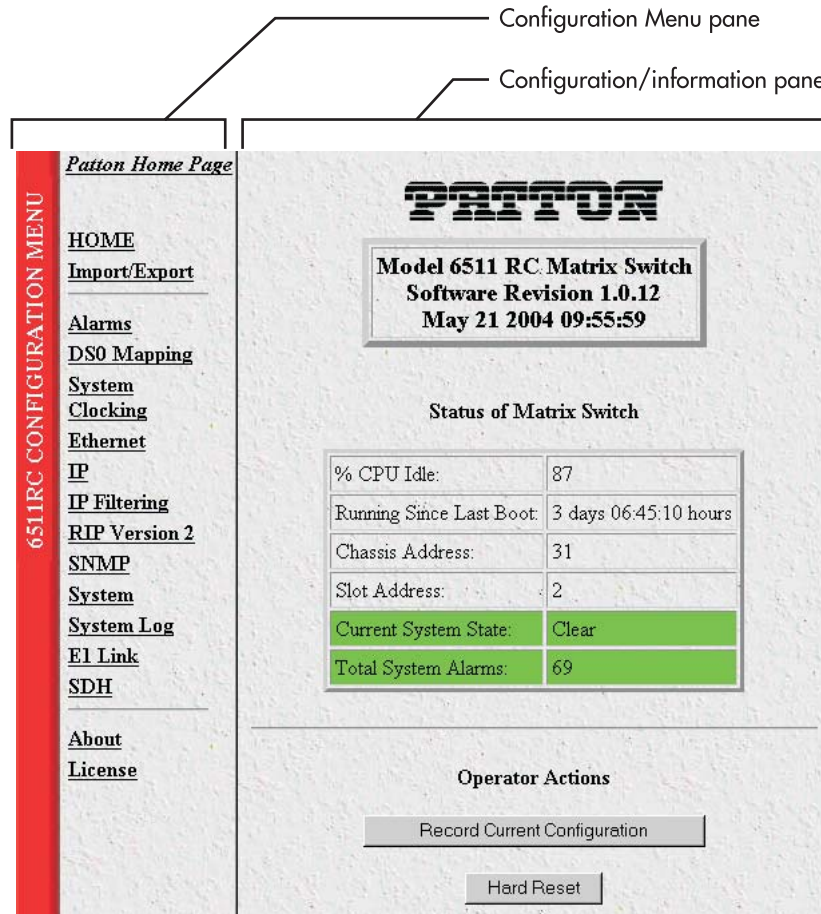 Configuration Menu pane
Configuration/information pane
6511RC CONFIGURATION MENU
Patton Home Page
HOME
Import/Export
Alarms
DS0 Mapping
System
Clocking
Ethernet
IP
IP Filtering
RIP Version 2
SNMP
System
System Log
E1 Link
SDH
About
License
PATTON
Model 6511 RC Matrix Switch
Software Revision 1.0.12
May 21 2004 09:55:59
Status of Matrix Switch
% CPU Idle: 87
Running Since Last Boot: 3 days 06:45:10 hours
Chassis Address: 31
Slot Address: 2
Current System State: Clear
Total System Alarms: 69
Operator Actions
Record Current Configuration
Hard Reset